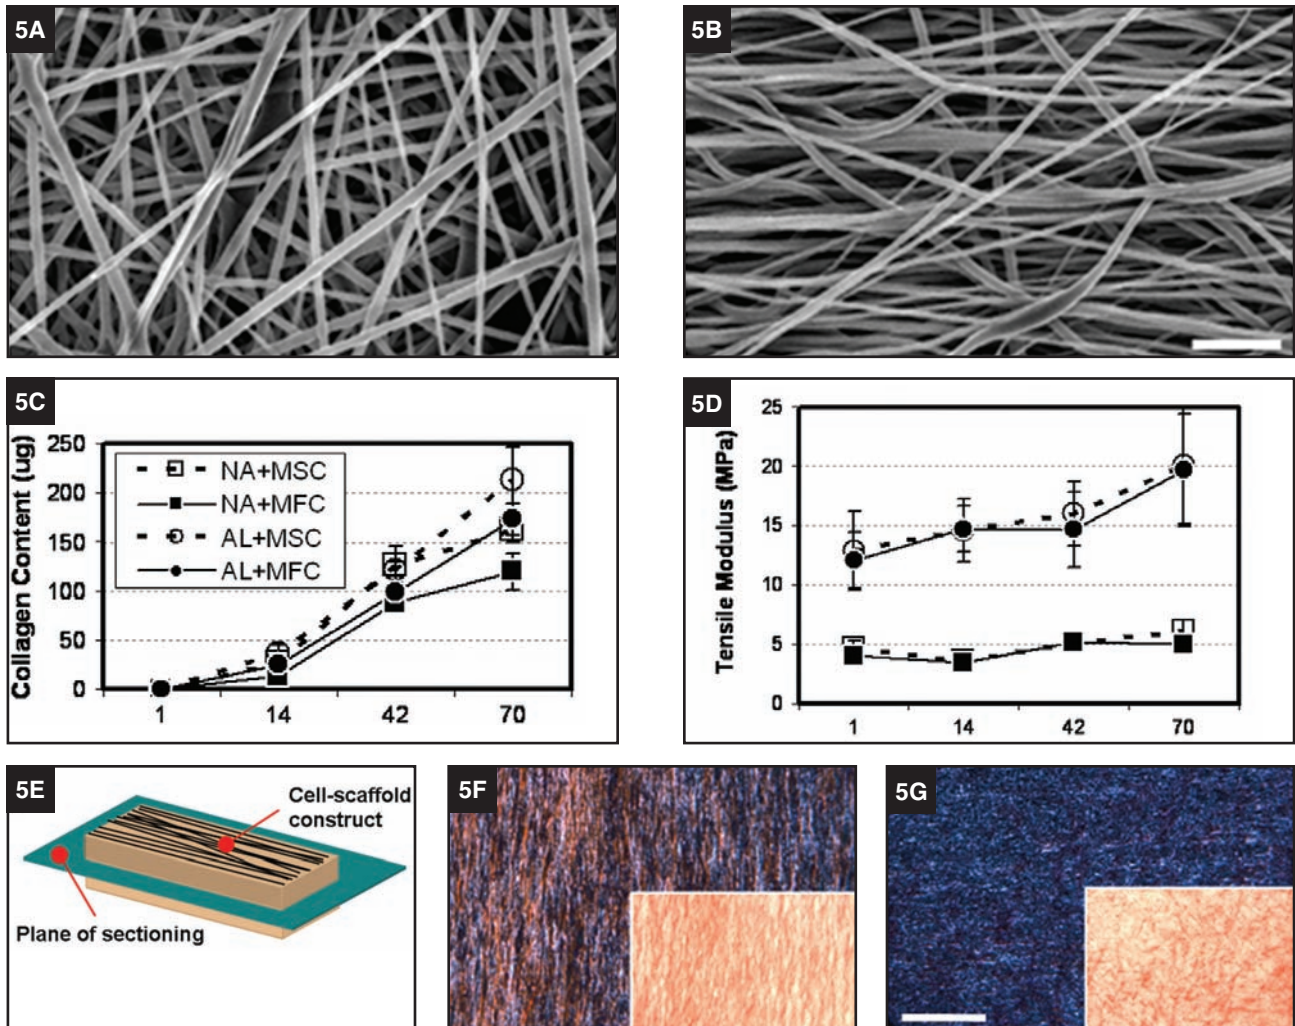 5A
5B
5C
Collagen Content (ug)
250
200
150
100
50
0
NA+MSC
NA+MFC
AL+MSC
AL+MFC
1 14 42 70
5D
Tensile Modulus (MPa)
25
20
15
10
5
0
1 14 42 70
5E
Cell-scaffold
construct
Plane of sectioning
5F
5G